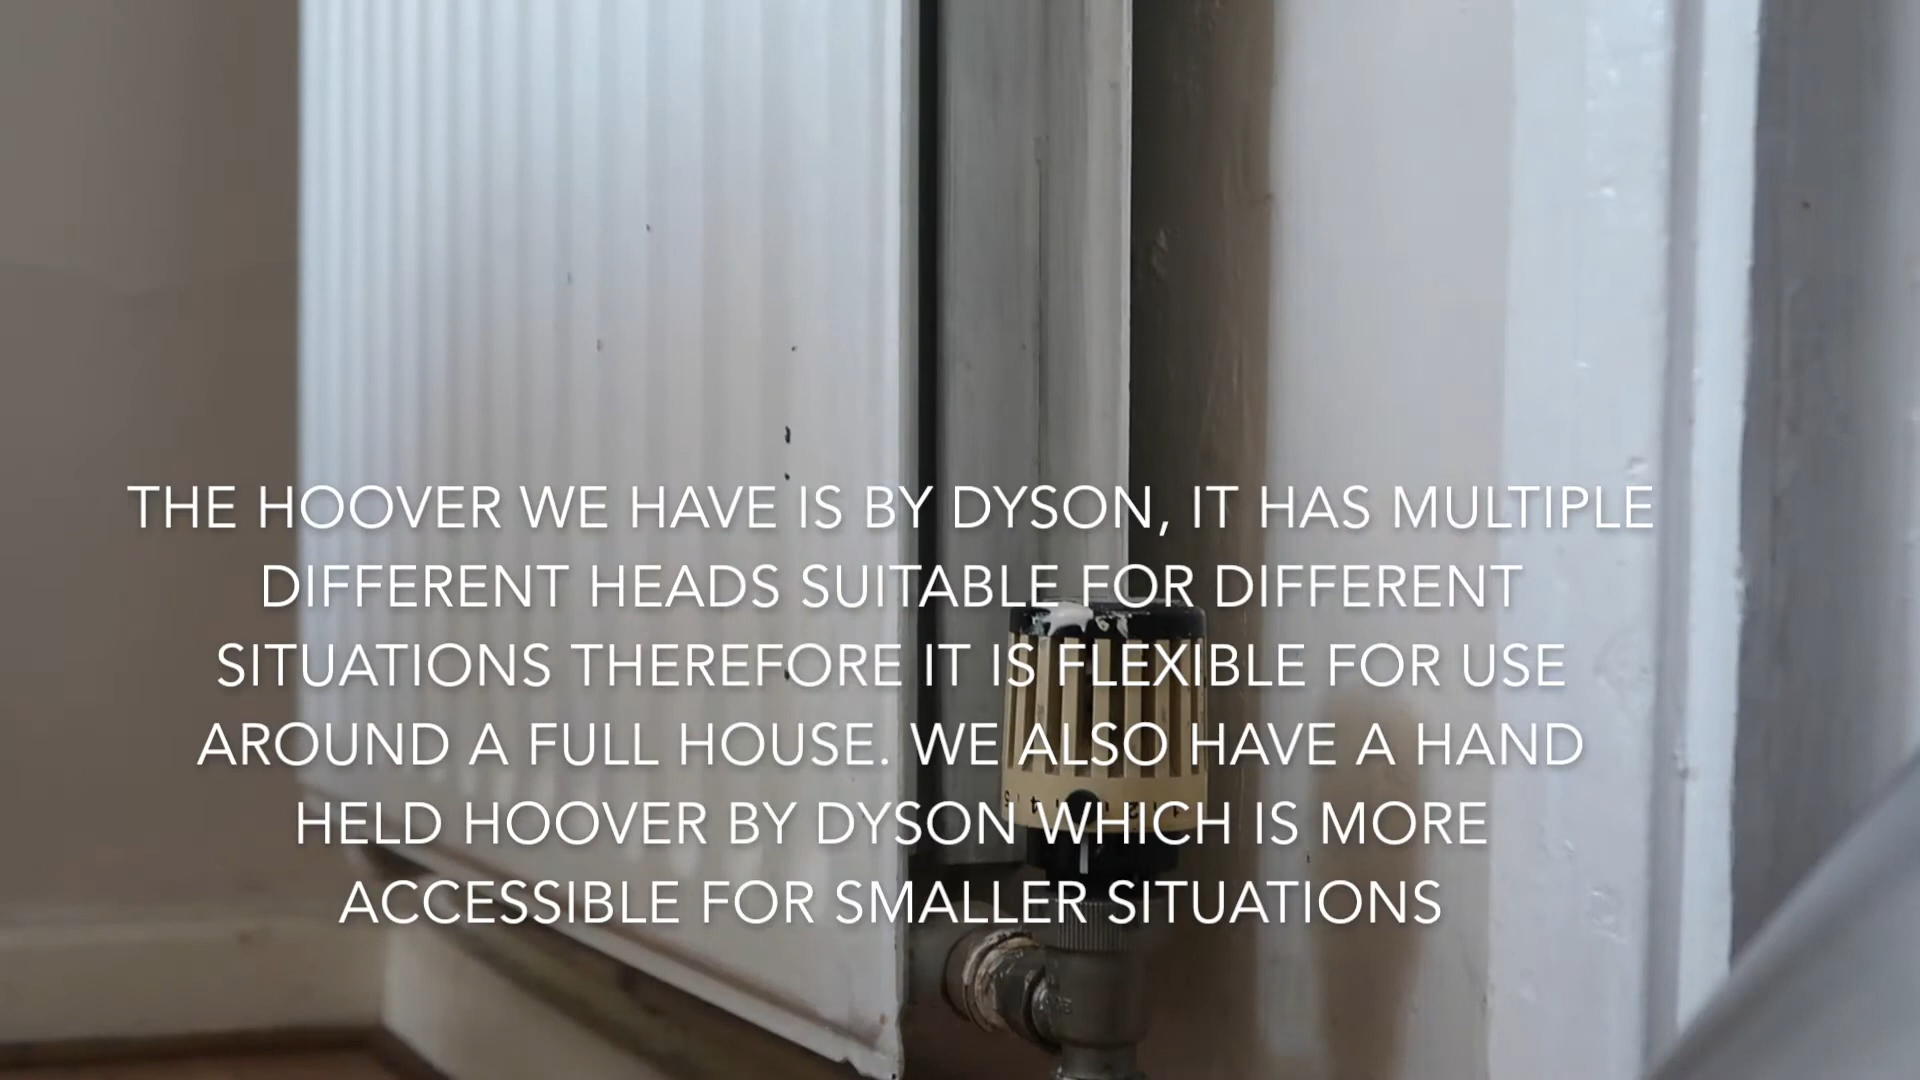 THE HOOVER WE HAVE IS BY DYSON, IT HAS MULTIPLE
DIFFERENT HEADS SUITABLE FOR DIFFERENT
SITUATIONS THEREFORE IT IS FLEXIBLE FOR USE
AROUND A FULL HOUSE. WE ALSO HAVE A HAND
HELD HOOVER BY DYSON WHICH IS MORE
ACCESSIBLE FOR SMALLER SITUATIONS